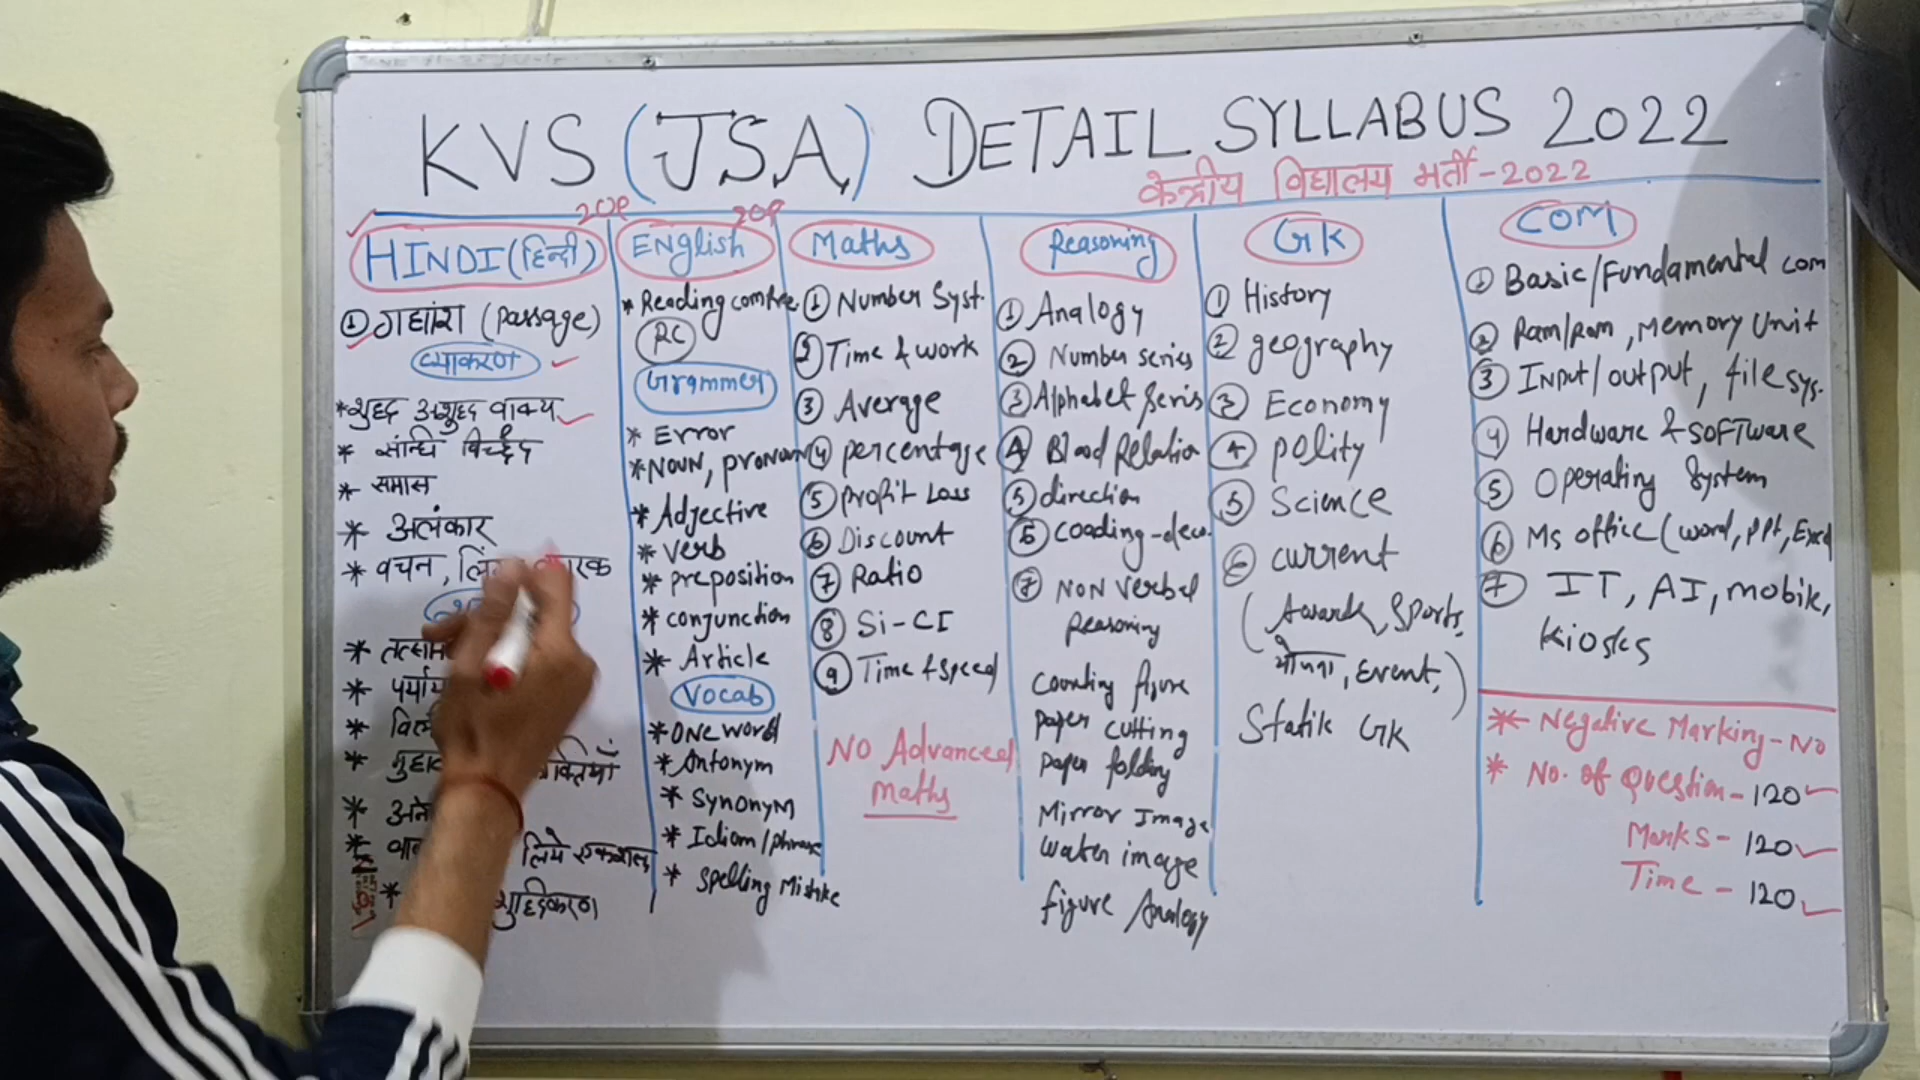 KVS (JSA) DETAIL SYLLABUS 2022
केन्द्रीय विद्यालय भर्ती-2022
HINDI (हिन्दी)
① गद्यांश (Passage)
व्याकरण
*शुद्ध अशुद्ध वाक्य
* संन्धि विच्छेद
* समास
* अलंकार
* वचन,
*
*
*
*
*
* लिये एकशब्द
*
20Q
English
* Reading compre
RC
Grammer
* Error
* NOUN, pronoun
* Adjective
* verb
* preposition
* conjunction
* Article
Vocab
* ONE word
* Antonym
* Synonym
* Idiom/phrase
* Spelling Mistke
20Q
Maths
① Number Syst.
② Time & work
③ Average
④ percentage
⑤ profit Loss
⑥ Discount
⑦ Ratio
⑧ Si-CI
⑨ Time & speed
NO Advanced
Maths
Reasoning
① Analogy
② Number series
③ Alphabet Seris
④ Blood Relation
⑤ direction
⑥ coading-deco.
⑦ NON verbal
Reasoning
Counting figure
paper cutting
paper folding
Mirror Image
water image
figure Analogy
GK
① History
② geography
③ Economy
④ polity
⑤ Science
⑥ current
(Awards, Sports,
योजना, Event,)
Statik GK
COM
① Basic/Fundamental com
② Ram/Rom, Memory Unit
③ Input/output, file sys.
④ Hardware & SOFTware
⑤ Operating System
⑥ Ms office (word, ppt, Excel
⑦ IT, AI, mobile,
Kiosks
* Negative Marking-No
* No. of Question-120
Marks-120
Time-120